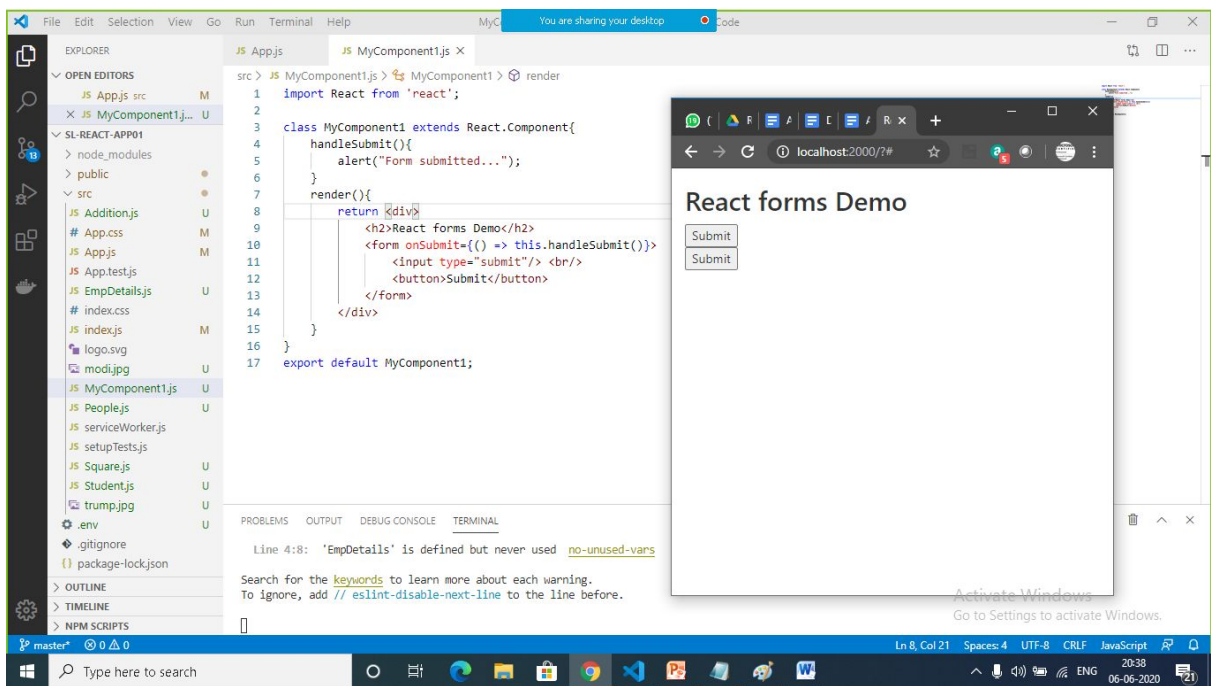 File Edit Selection View Go Run Terminal Help MyC You are sharing your desktop Code
EXPLORER
OPEN EDITORS
JS App.js src M
JS MyComponent1.j... U
SL-REACT-APP01
node_modules
public
src
JS Addition.js U
# App.css M
JS App.js M
JS App.test.js
JS EmpDetails.js U
# index.css
JS index.js M
logo.svg
modi.jpg U
JS MyComponent1.js U
JS People.js U
JS serviceWorker.js
JS setupTests.js
JS Square.js U
JS Student.js U
trump.jpg U
.env U
.gitignore
{} package-lock.json
OUTLINE
TIMELINE
NPM SCRIPTS
13
JS App.js JS MyComponent1.js
src > JS MyComponent1.js > MyComponent1 > render
1 import React from 'react';
2
3 class MyComponent1 extends React.Component{
4 handleSubmit(){
5 alert("Form submitted...");
6 }
7 render(){
8 return <div>
9 <h2>React forms Demo</h2>
10 <form onSubmit={() => this.handleSubmit()}>
11 <input type="submit"/> <br/>
12 <button>Submit</button>
13 </form>
14 </div>
15 }
16 }
17 export default MyComponent1;
PROBLEMS OUTPUT DEBUG CONSOLE TERMINAL
Line 4:8: 'EmpDetails' is defined but never used no-unused-vars
Search for the keywords to learn more about each warning.
To ignore, add // eslint-disable-next-line to the line before.
localhost:2000/?#
React forms Demo
Submit
Submit
Activate Windows
Go to Settings to activate Windows.
master* 0 0 Ln 8, Col 21 Spaces: 4 UTF-8 CRLF JavaScript
Type here to search ENG 20:38
06-06-2020 21